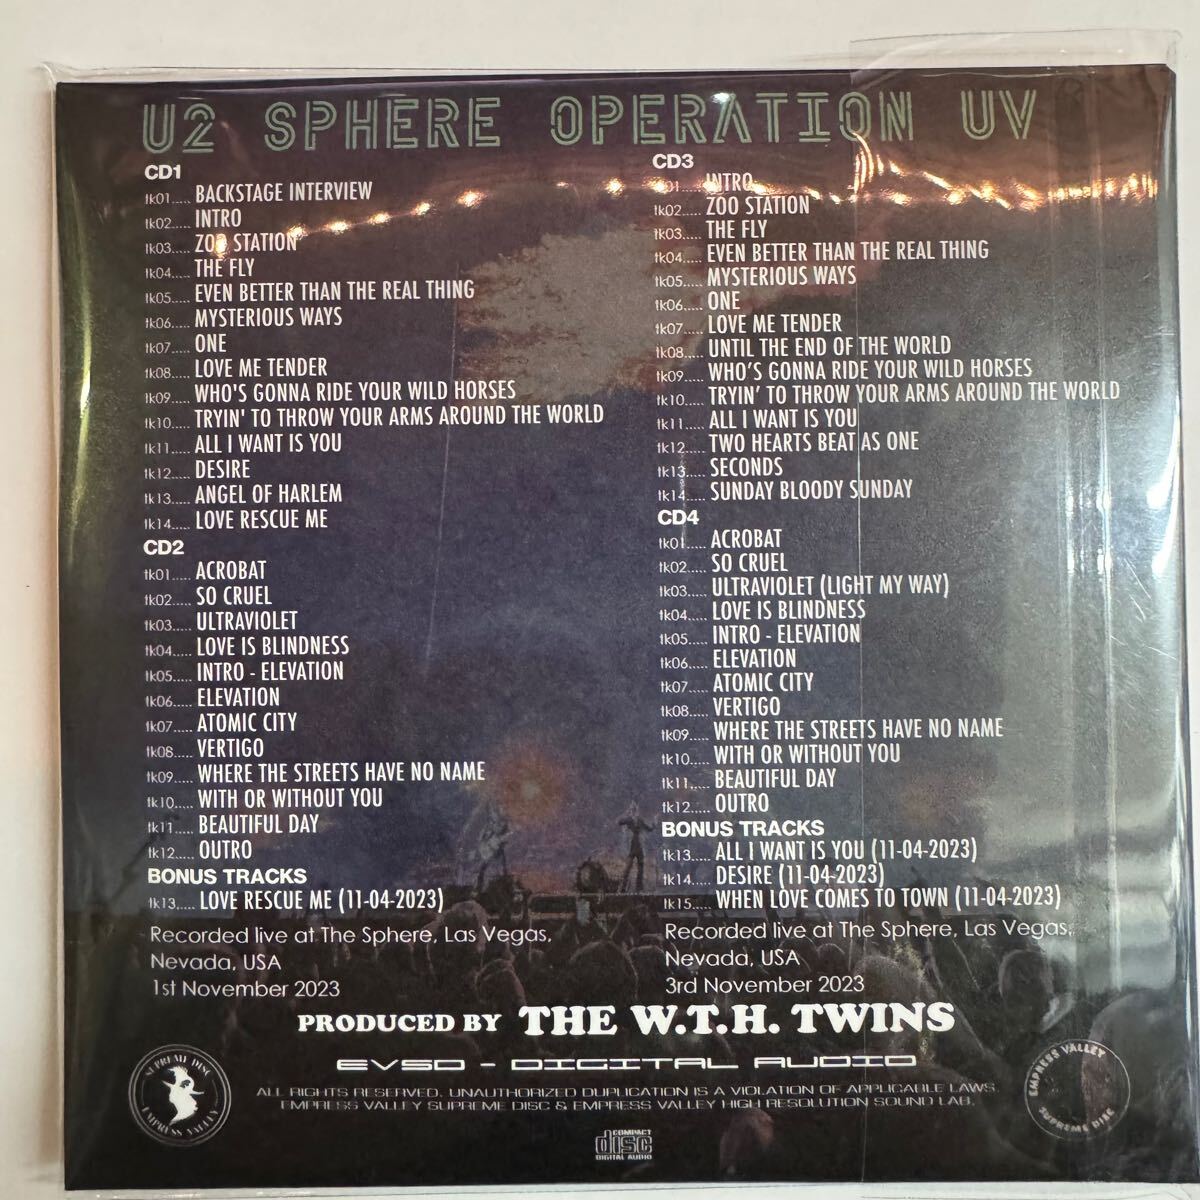 U2 SPHERE OPERATION UV
CD1
tk01..... BACKSTAGE INTERVIEW
tk02..... INTRO
tk03..... ZOO STATION
tk04..... THE FLY
tk05..... EVEN BETTER THAN THE REAL THING
tk06..... MYSTERIOUS WAYS
tk07..... ONE
tk08..... LOVE ME TENDER
tk09..... WHO'S GONNA RIDE YOUR WILD HORSES
tk10..... TRYIN' TO THROW YOUR ARMS AROUND THE WORLD
tk11..... ALL I WANT IS YOU
tk12..... DESIRE
tk13..... ANGEL OF HARLEM
tk14..... LOVE RESCUE ME
CD2
tk01..... ACROBAT
tk02..... SO CRUEL
tk03..... ULTRAVIOLET
tk04..... LOVE IS BLINDNESS
tk05..... INTRO - ELEVATION
tk06..... ELEVATION
tk07..... ATOMIC CITY
tk08..... VERTIGO
tk09..... WHERE THE STREETS HAVE NO NAME
tk10..... WITH OR WITHOUT YOU
tk11..... BEAUTIFUL DAY
tk12..... OUTRO
BONUS TRACKS
tk13..... LOVE RESCUE ME (11-04-2023)
Recorded live at The Sphere, Las Vegas,
Nevada, USA
1st November 2023
CD3
tk01..... INTRO
tk02..... ZOO STATION
tk03..... THE FLY
tk04..... EVEN BETTER THAN THE REAL THING
tk05..... MYSTERIOUS WAYS
tk06..... ONE
tk07..... LOVE ME TENDER
tk08..... UNTIL THE END OF THE WORLD
tk09..... WHO'S GONNA RIDE YOUR WILD HORSES
tk10..... TRYIN' TO THROW YOUR ARMS AROUND THE WORLD
tk11..... ALL I WANT IS YOU
tk12..... TWO HEARTS BEAT AS ONE
tk13..... SECONDS
tk14..... SUNDAY BLOODY SUNDAY
CD4
tk01..... ACROBAT
tk02..... SO CRUEL
tk03..... ULTRAVIOLET (LIGHT MY WAY)
tk04..... LOVE IS BLINDNESS
tk05..... INTRO - ELEVATION
tk06..... ELEVATION
tk07..... ATOMIC CITY
tk08..... VERTIGO
tk09..... WHERE THE STREETS HAVE NO NAME
tk10..... WITH OR WITHOUT YOU
tk11..... BEAUTIFUL DAY
tk12..... OUTRO
BONUS TRACKS
tk13..... ALL I WANT IS YOU (11-04-2023)
tk14..... DESIRE (11-04-2023)
tk15..... WHEN LOVE COMES TO TOWN (11-04-2023)
Recorded live at The Sphere, Las Vegas,
Nevada, USA
3rd November 2023
PRODUCED BY THE W.T.H. TWINS
EVSD - DIGITAL AUDIO
ALL RIGHTS RESERVED. UNAUTHORIZED DUPLICATION IS A VIOLATION OF APPLICABLE LAWS.
EMPRESS VALLEY SUPREME DISC & EMPRESS VALLEY HIGH RESOLUTION SOUND LAB.
SUPREME DISC
EMPRESS VALLEY
EMPRESS VALLEY
SUPREME DISC
COMPACT
disc
DIGITAL AUDIO